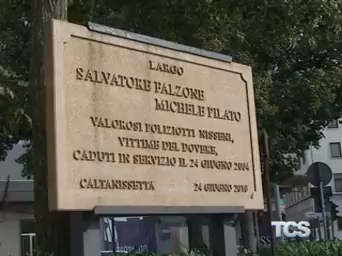 LARGO
SALVATORE FALZONE
MICHELE PILATO
VALOROSI POLIZIOTTI NISSENI,
VITTIME DEL DOVERE,
CADUTI IN SERVIZIO IL 24 GIUGNO 2004
CALTANISSETTA 24 GIUGNO 2010
TCS